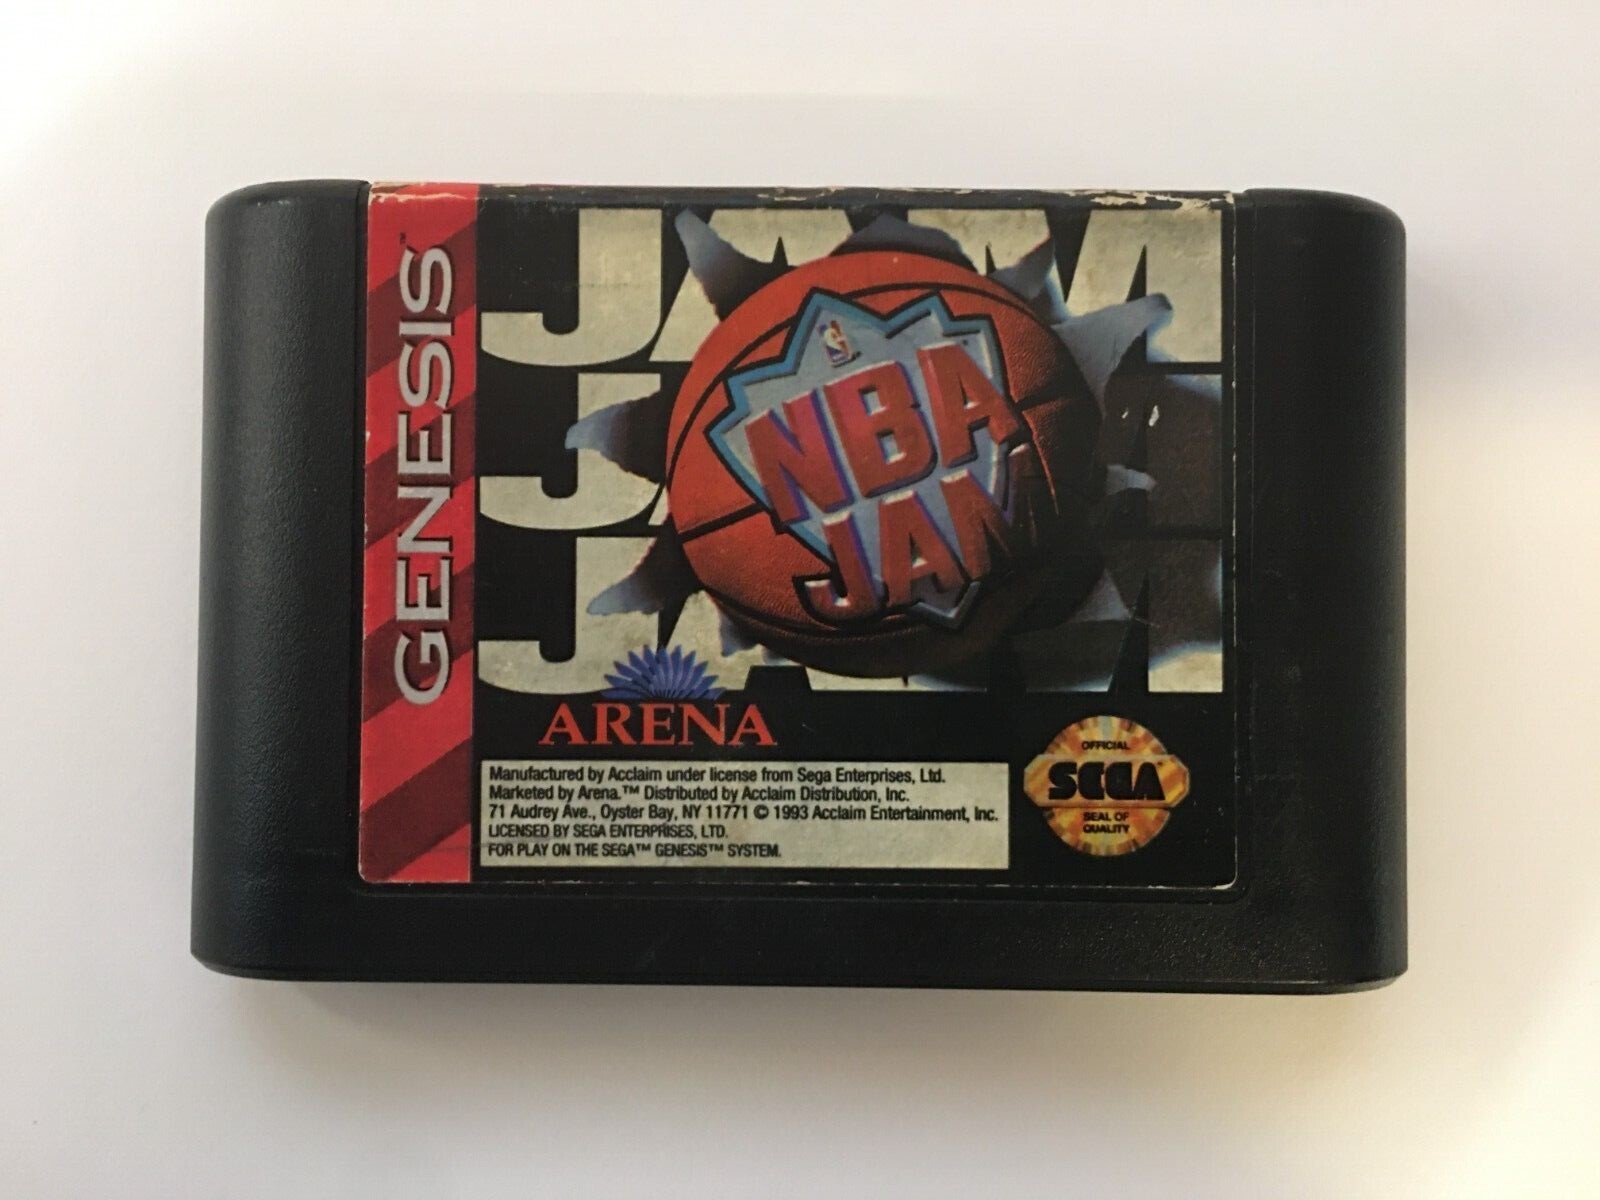 GENESIS™
JAM
JAM
JAM
NBA
JAM
ARENA
Manufactured by Acclaim under license from Sega Enterprises, Ltd.
Marketed by Arena.™ Distributed by Acclaim Distribution, Inc.
71 Audrey Ave., Oyster Bay, NY 11771 © 1993 Acclaim Entertainment, Inc.
LICENSED BY SEGA ENTERPRISES, LTD.
FOR PLAY ON THE SEGA™ GENESIS™ SYSTEM.
OFFICIAL
SEGA
SEAL OF
QUALITY